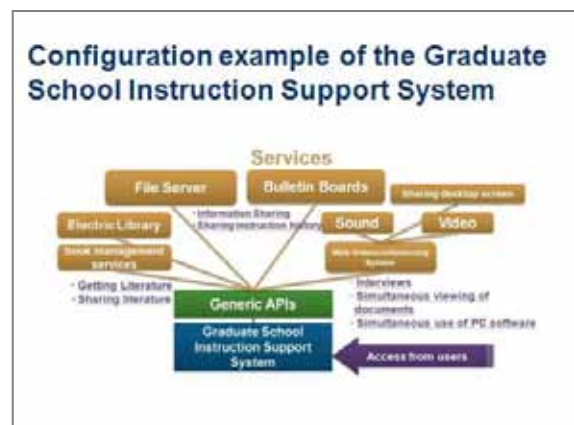 Configuration example of the Graduate
School Instruction Support System
Services
File Server
Bulletin Boards
Sharing desktop screen
・Information Sharing
・Sharing instruction history
Electric Library
Sound
Video
book management
services
Web
System
・Getting Literature
・Sharing literature
・Interviews
・Simultaneous viewing of
documents
・Simultaneous use of PC software
Generic APIs
Graduate School
Instruction Support
System
Access from users